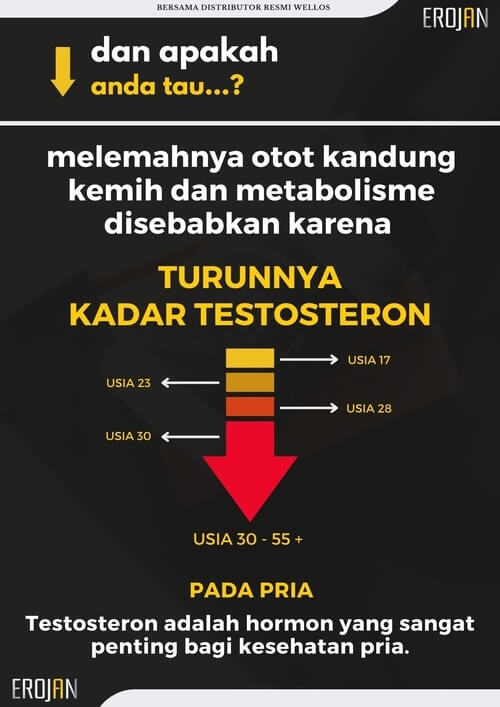 BERSAMA DISTRIBUTOR RESMI WELLOS
EROJAN
dan apakah
anda tau...?
melemahnya otot kandung
kemih dan metabolisme
disebabkan karena
TURUNNYA
KADAR TESTOSTERON
USIA 17
USIA 23
USIA 28
USIA 30
USIA 30 - 55 +
PADA PRIA
Testosteron adalah hormon yang sangat
penting bagi kesehatan pria.
EROJAN